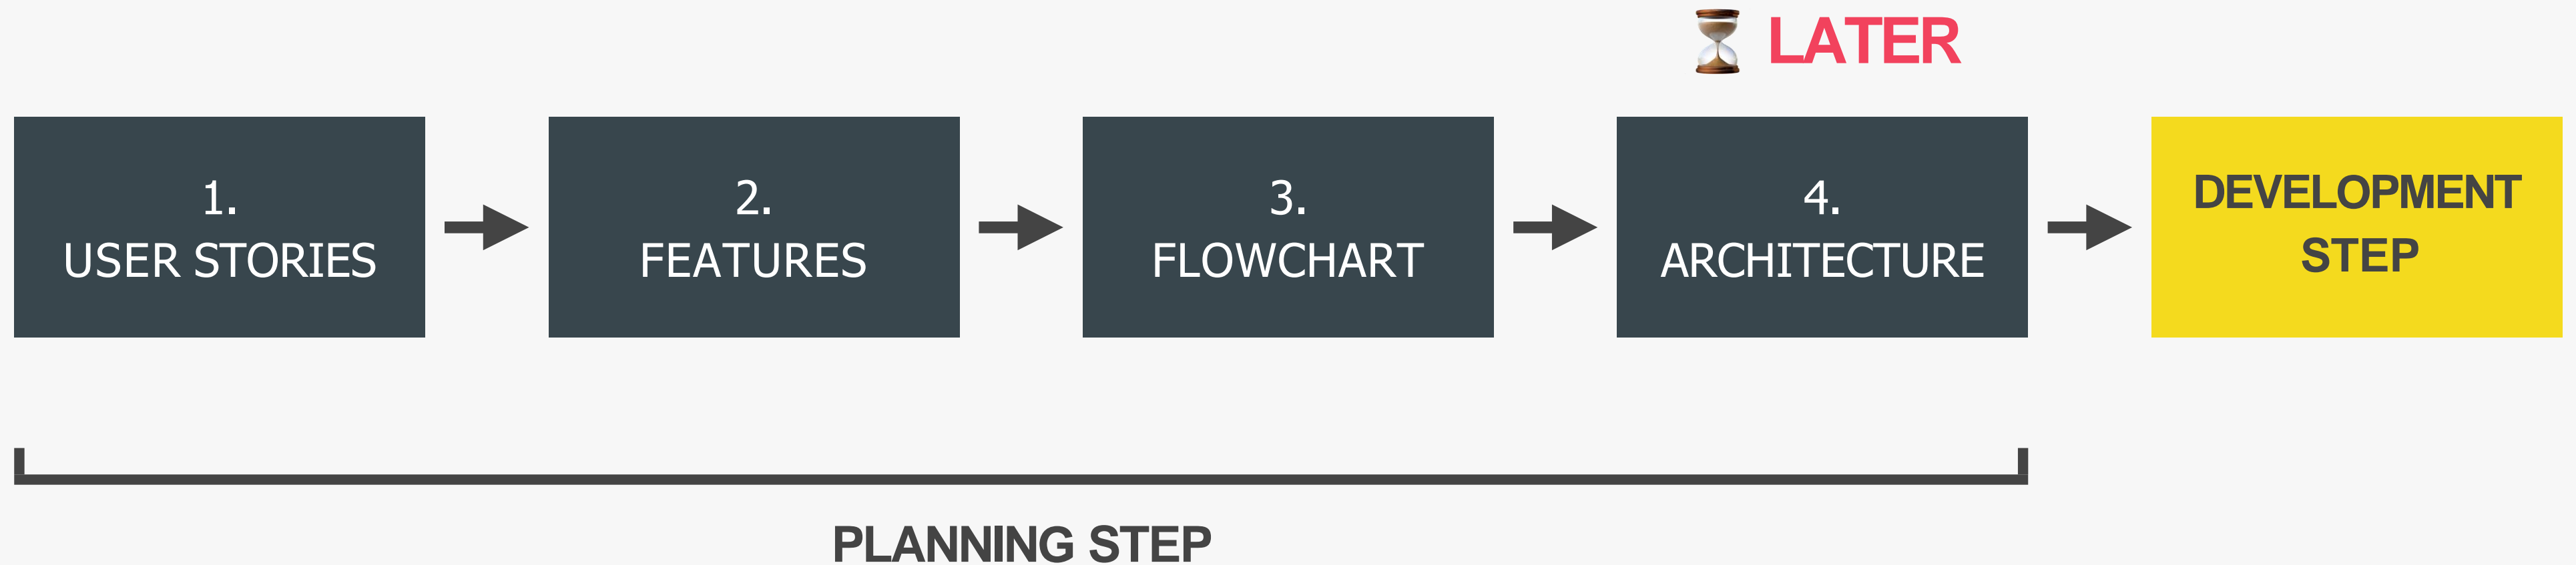 LATER
1.
USER STORIES
2.
FEATURES
3.
FLOWCHART
4.
ARCHITECTURE
DEVELOPMENT
STEP
PLANNING STEP